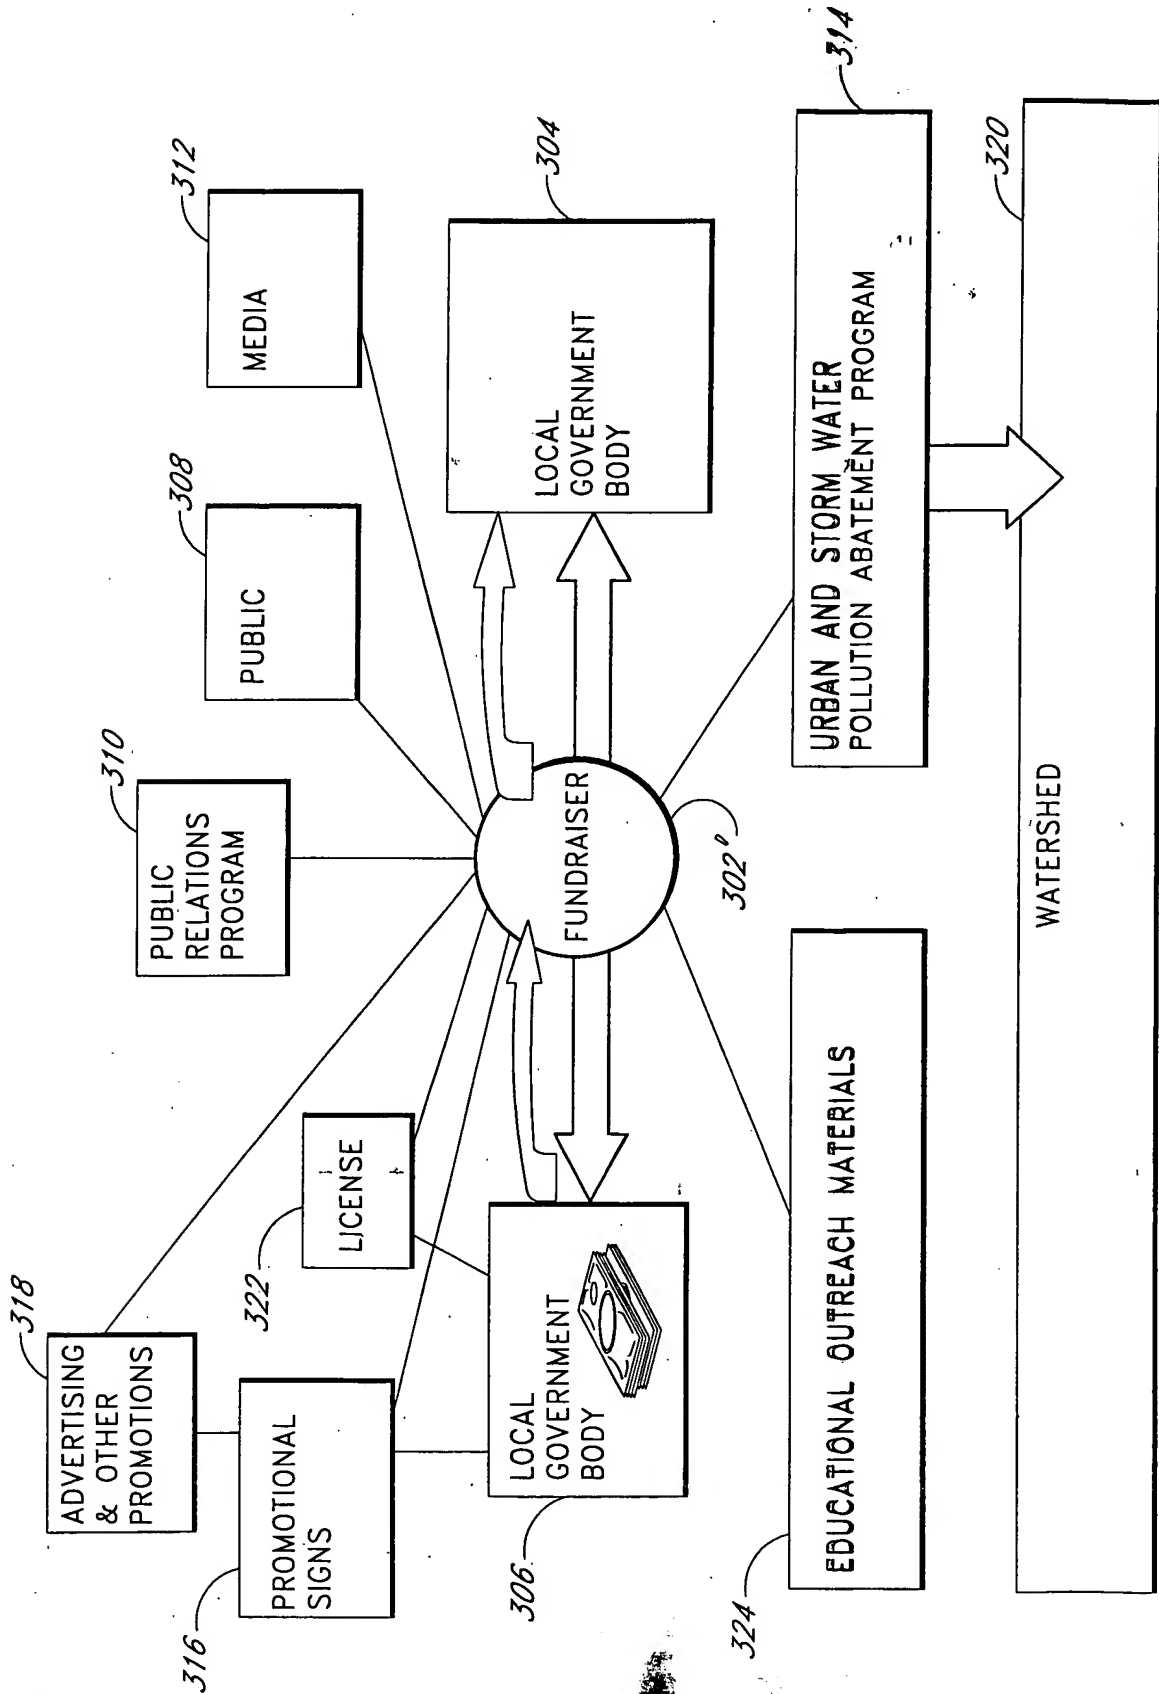 318
ADVERTISING
& OTHER
PROMOTIONS
316
PROMOTIONAL
SIGNS
322
LICENSE
310
PUBLIC
RELATIONS
PROGRAM
308
PUBLIC
312
MEDIA
306
LOCAL
GOVERNMENT
BODY
FUNDRAISER
302
304
LOCAL
GOVERNMENT
BODY
324
EDUCATIONAL OUTREACH MATERIALS
314
URBAN AND STORM WATER
POLLUTION ABATEMENT PROGRAM
320
WATERSHED